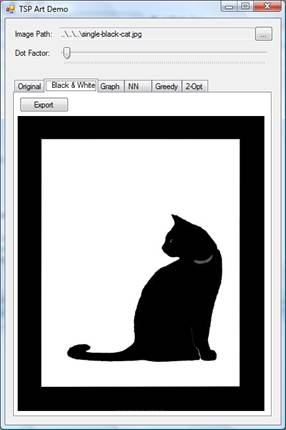 TSP Art Demo
Image Path: ..\..\..\single-black-cat.jpg ...
Dot Factor:
Original Black & White Graph NN Greedy 2-Opt
Export